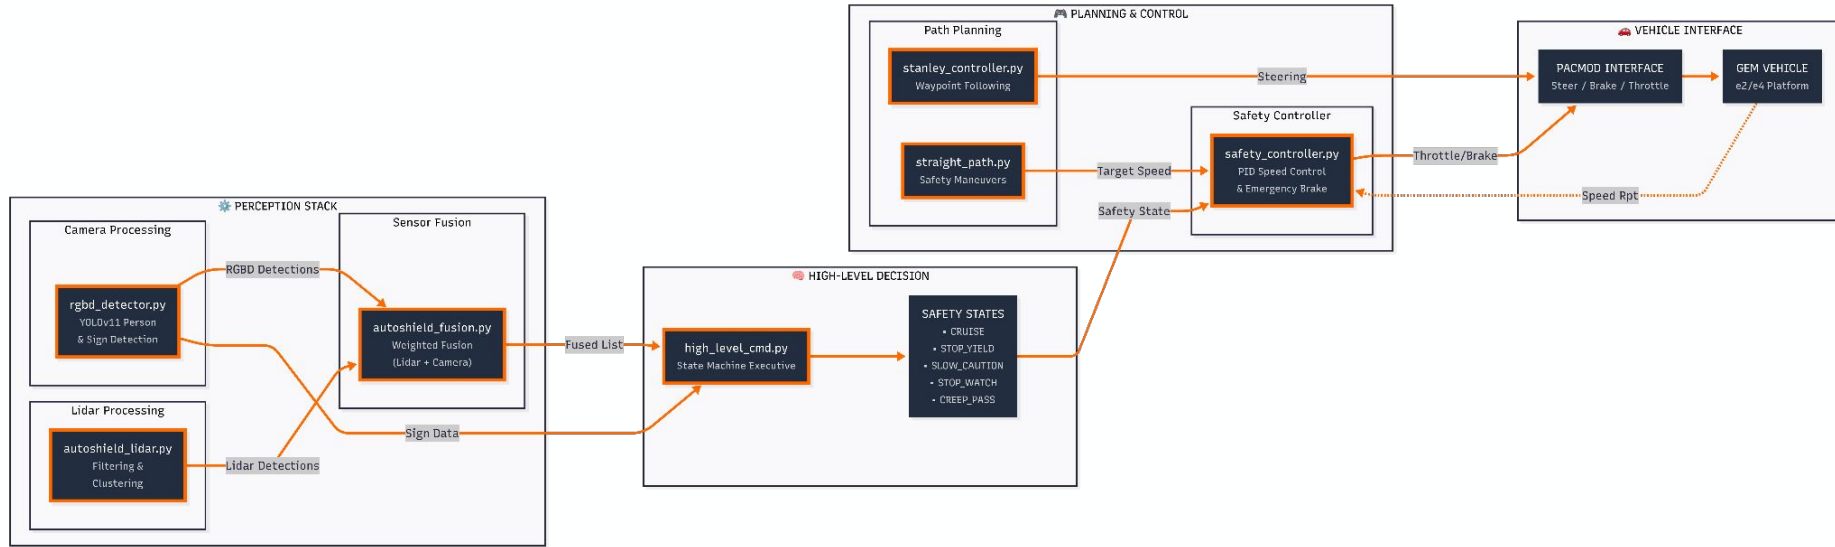 PERCEPTION STACK
Camera Processing
rgbd_detector.py
YOLOv11 Person
& Sign Detection
Lidar Processing
autoshield_lidar.py
Filtering &
Clustering
RGBD Detections
Sign Data
Lidar Detections
Sensor Fusion
autoshield_fusion.py
Weighted Fusion
(Lidar + Camera)
Fused List
HIGH-LEVEL DECISION
high_level_cmd.py
State Machine Executive
SAFETY STATES
• CRUISE
• STOP_YIELD
• SLOW_CAUTION
• STOP_WATCH
• CREEP_PASS
PLANNING & CONTROL
Path Planning
stanley_controller.py
Waypoint Following
straight_path.py
Safety Maneuvers
Steering
Target Speed
Safety State
Safety Controller
safety_controller.py
PID Speed Control
& Emergency Brake
Throttle/Brake
Speed Rpt
VEHICLE INTERFACE
PACMOD INTERFACE
Steer / Brake / Throttle
GEM VEHICLE
e2/e4 Platform